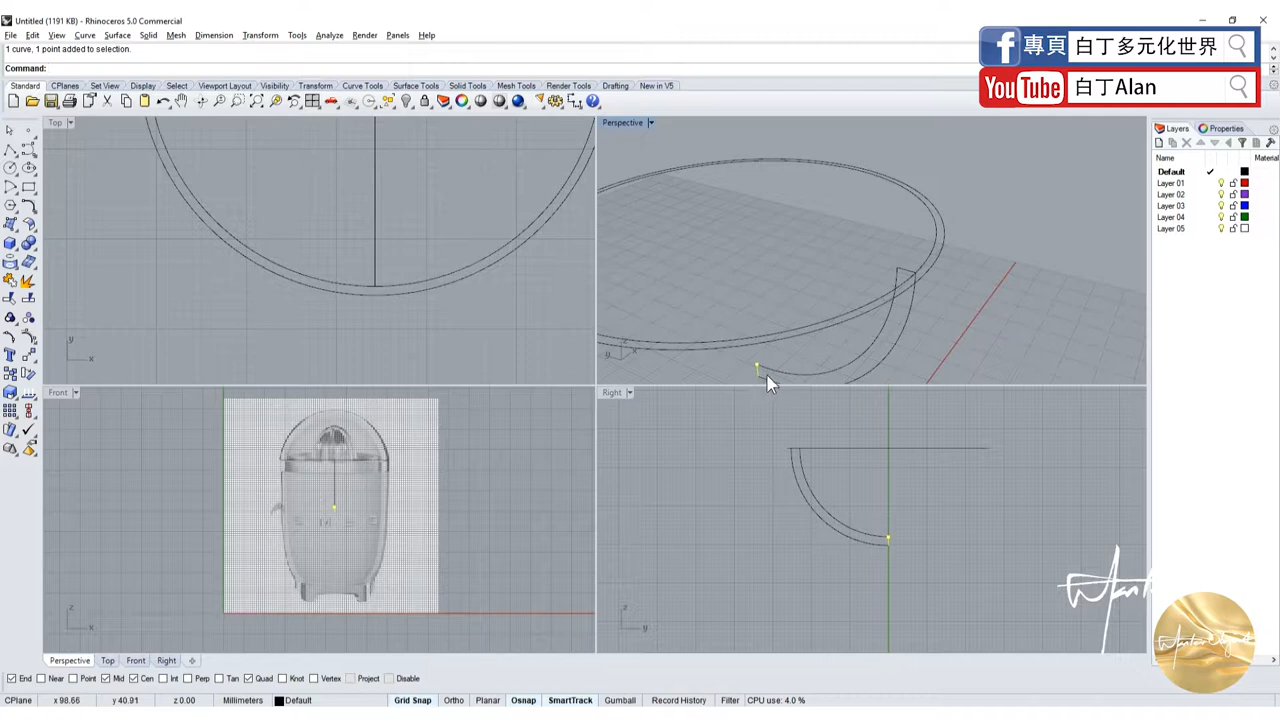 Untitled (1191 KB) - Rhinoceros 5.0 Commercial
File Edit View Curve Surface Solid Mesh Dimension Transform Tools Analyze Render Panels Help
1 curve, 1 point added to selection.
Command:
Standard CPlanes Set View Display Select Viewport Layout Visibility Transform Curve Tools Surface Tools Solid Tools Mesh Tools Render Tools Drafting New in V5
專頁 白丁多元化世界
YouTube 白丁Alan
Top
Perspective
Layers Properties
Name Material
Default
Layer 01
Layer 02
Layer 03
Layer 04
Layer 05
y
x
z
y x
Front
Right
z
x
z
y
Perspective Top Front Right
End Near Point Mid Cen Int Perp Tan Quad Knot Vertex Project Disable
CPlane x 98.66 y 40.91 z 0.00 Millimeters Default Grid Snap Ortho Planar Osnap SmartTrack Gumball Record History Filter CPU use: 4.0 %